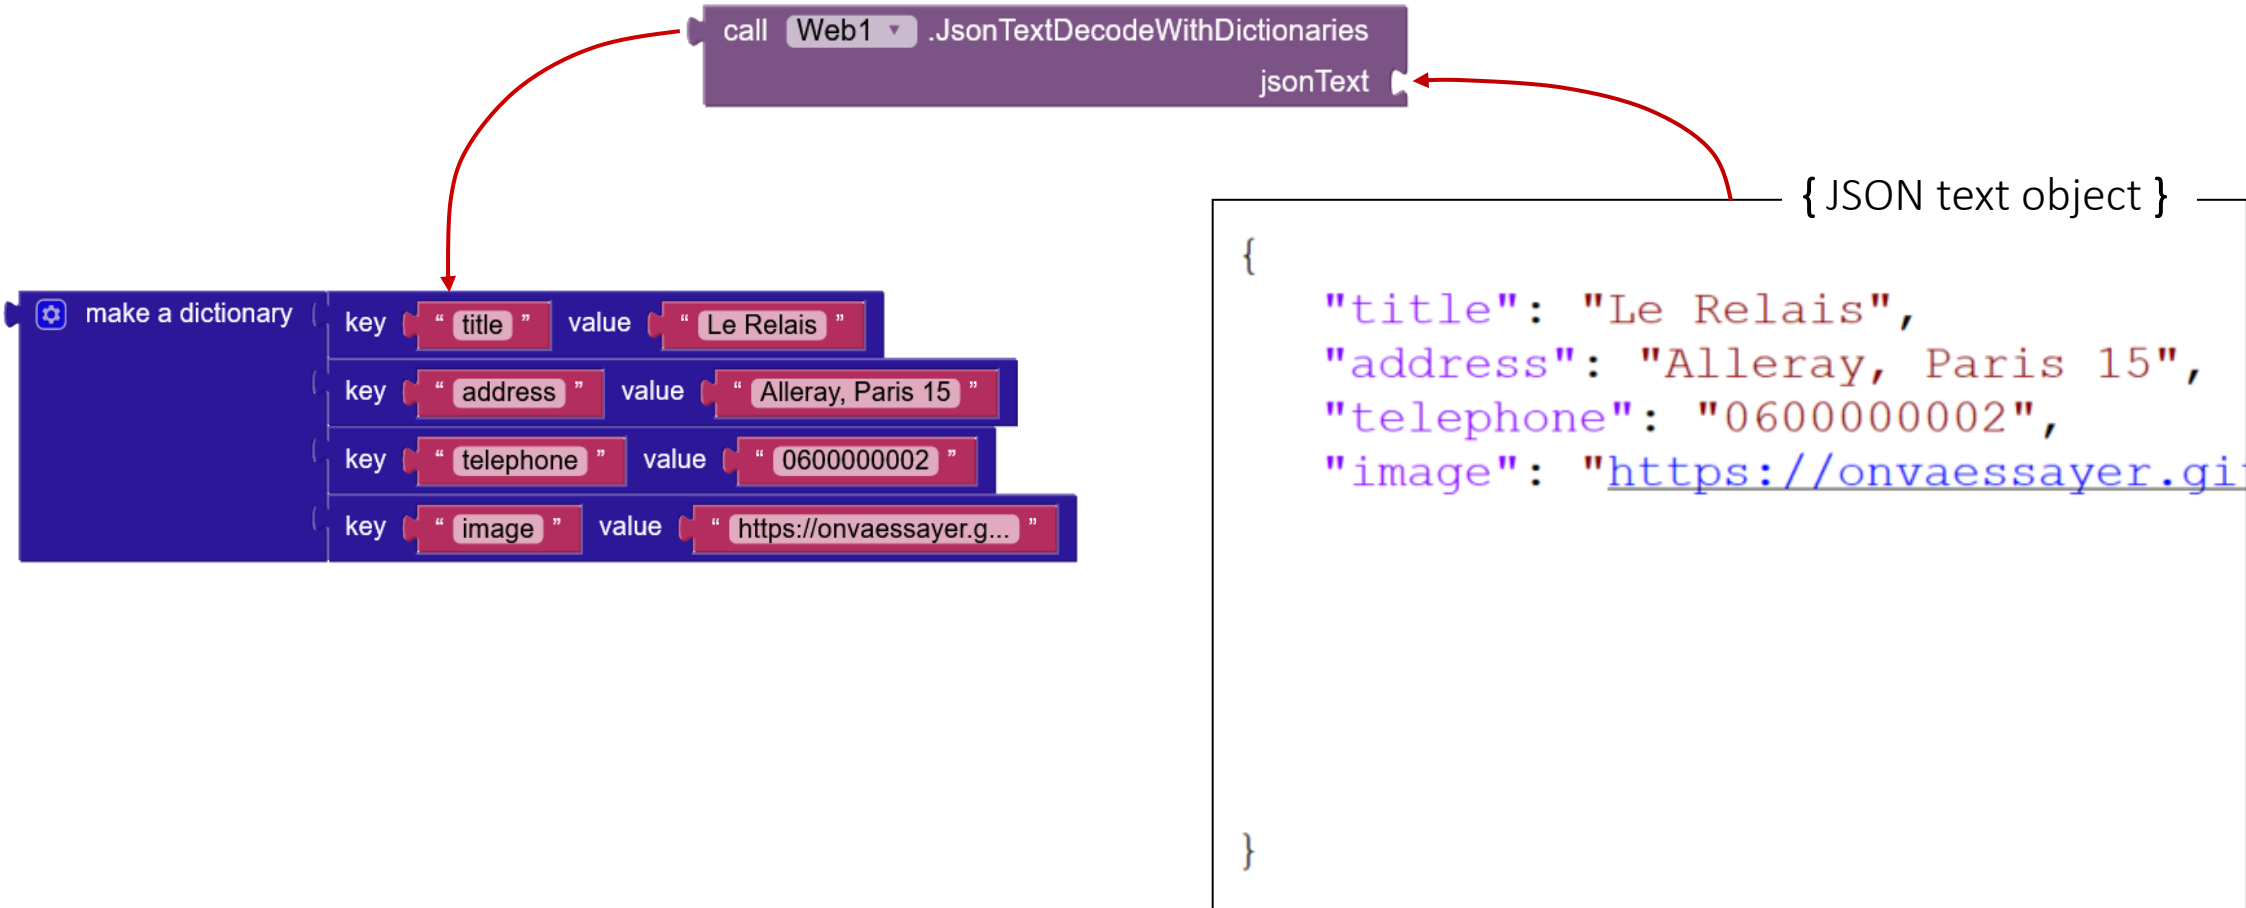 call Web1 .JsonTextDecodeWithDictionaries
jsonText
{ JSON text object }
make a dictionary key “ title ” value “ Le Relais ”
key “ address ” value “ Alleray, Paris 15 ”
key “ telephone ” value “ 0600000002 ”
key “ image ” value “ https://onvaessayer.g... ”
{
"title": "Le Relais",
"address": "Alleray, Paris 15",
"telephone": "0600000002",
"image": "https://onvaessayer.gi
}